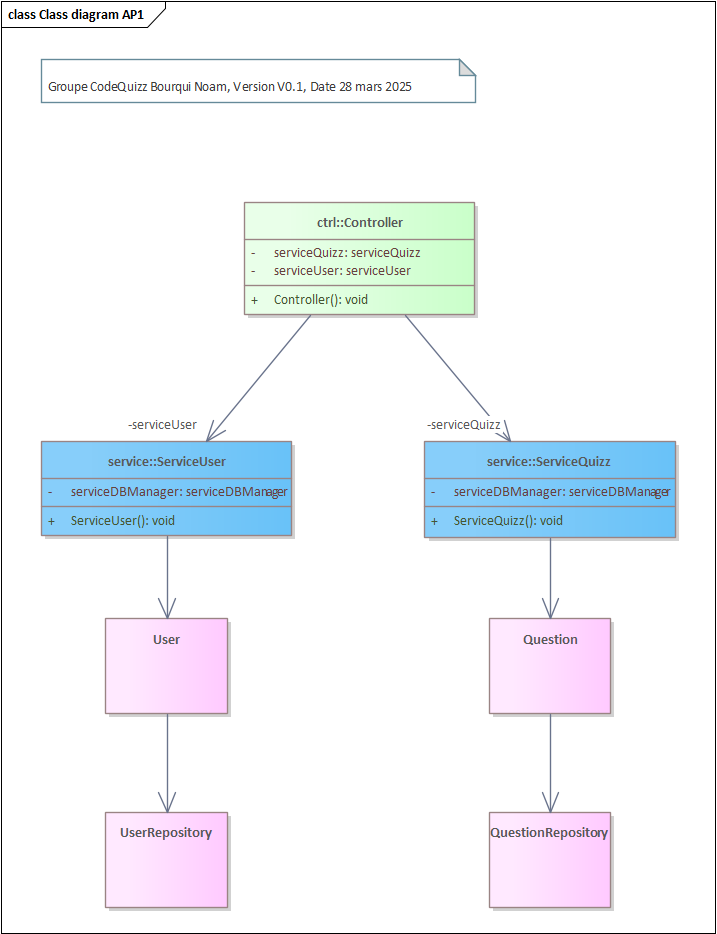 class Class diagram AP1
Groupe CodeQuizz Bourqui Noam, Version V0.1, Date 28 mars 2025
ctrl::Controller
- serviceQuizz: serviceQuizz
- serviceUser: serviceUser
+ Controller(): void
-serviceUser
-serviceQuizz
service::ServiceUser
- serviceDBManager: serviceDBManager
+ ServiceUser(): void
service::ServiceQuizz
- serviceDBManager: serviceDBManager
+ ServiceQuizz(): void
User
Question
UserRepository
QuestionRepository